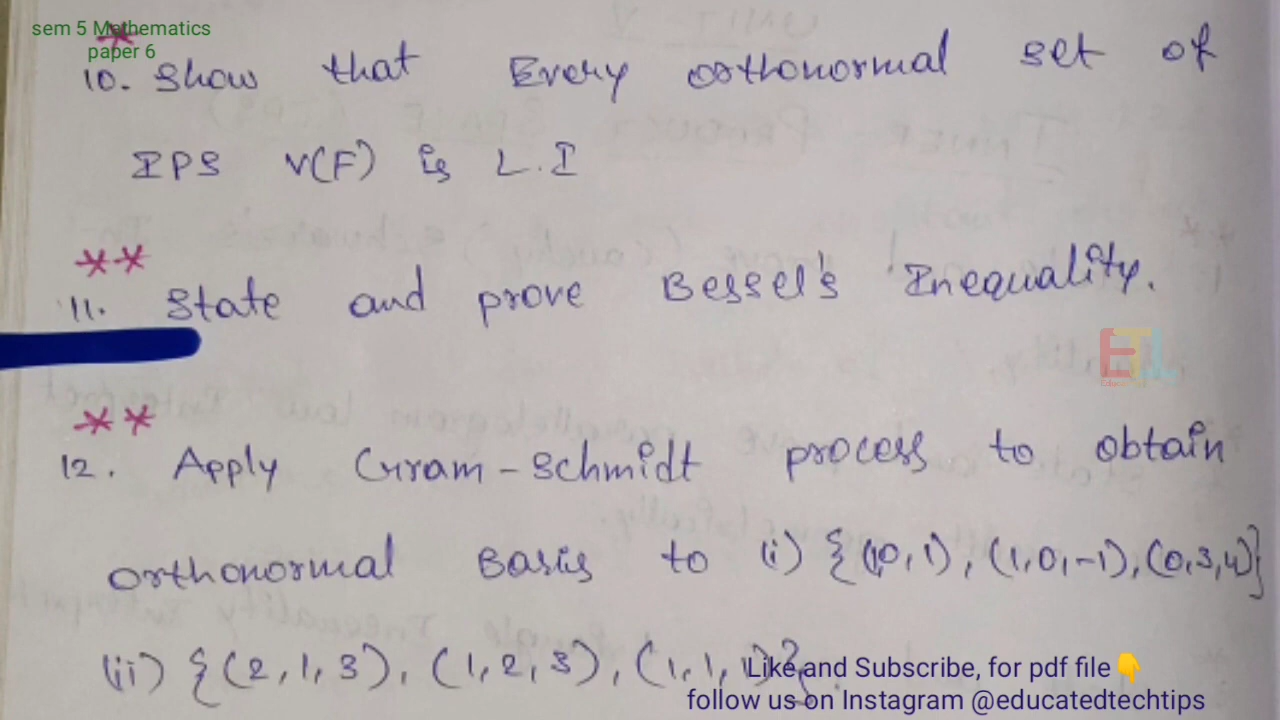 sem 5 Mathematics
paper 6
*
10. Show that Every orthonormal set of
IPS V(F) is L.I
**
11. State and prove Bessel's Inequality.
**
12. Apply Gram-Schmidt process to obtain
orthonormal Basis to (i) {(1,0,1), (1,0,-1), (0,3,4)}
(ii) {(2,1,3), (1,2,3), (1,1,1)}.
Like and Subscribe, for pdf file👇
follow us on Instagram @educatedtechtips